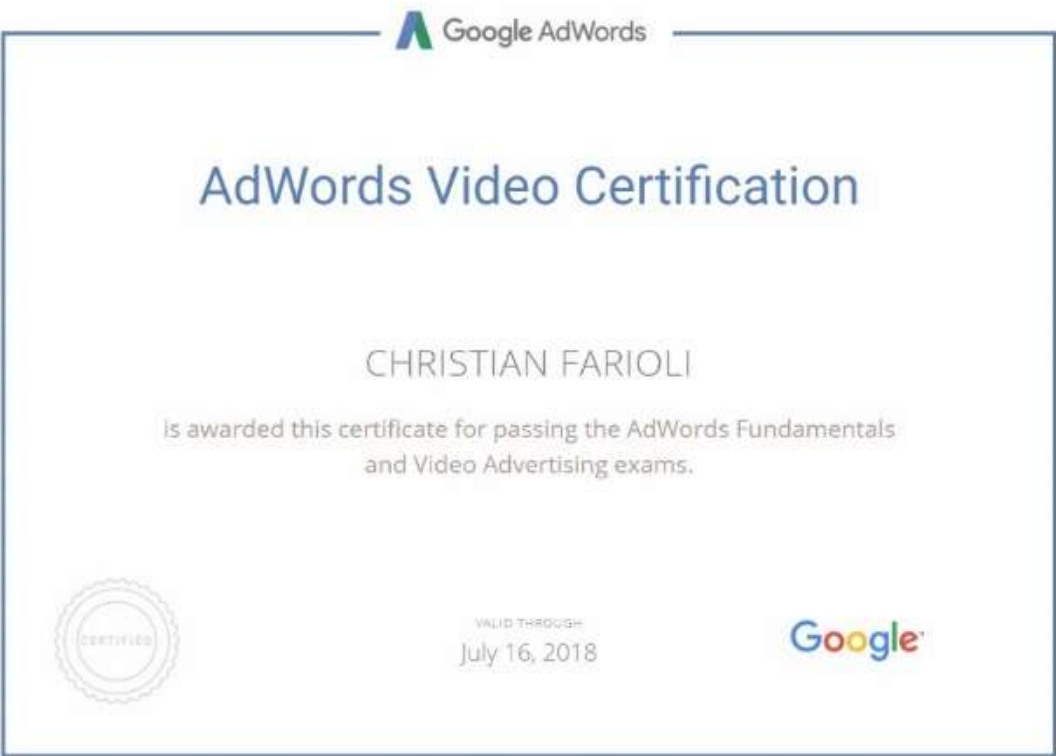 Google AdWords
AdWords Video Certification
CHRISTIAN FARIOLI
is awarded this certificate for passing the AdWords Fundamentals
and Video Advertising exams.
CERTIFIED
VALID THROUGH
July 16, 2018
Google